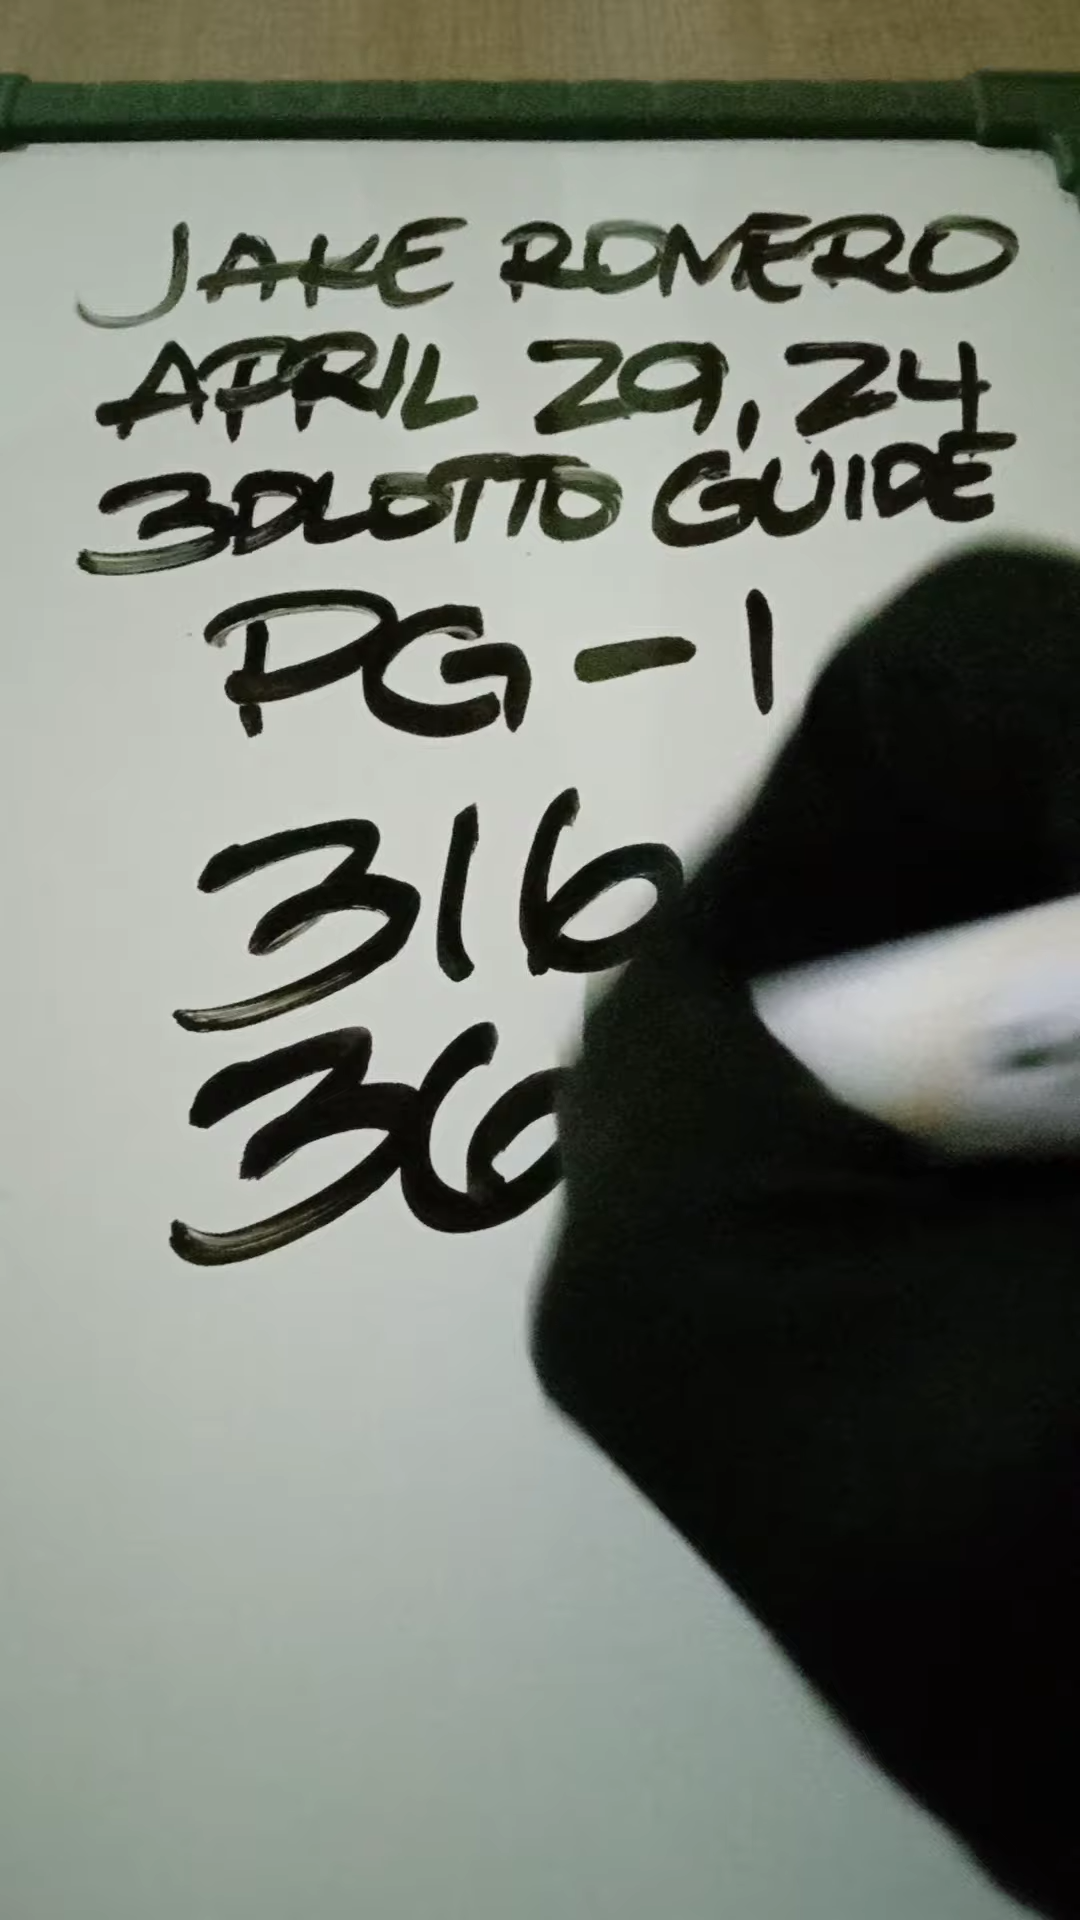 JAKE ROMERO
APRIL 29, 24
3DLOTTO GUIDE
PG-1
316
36